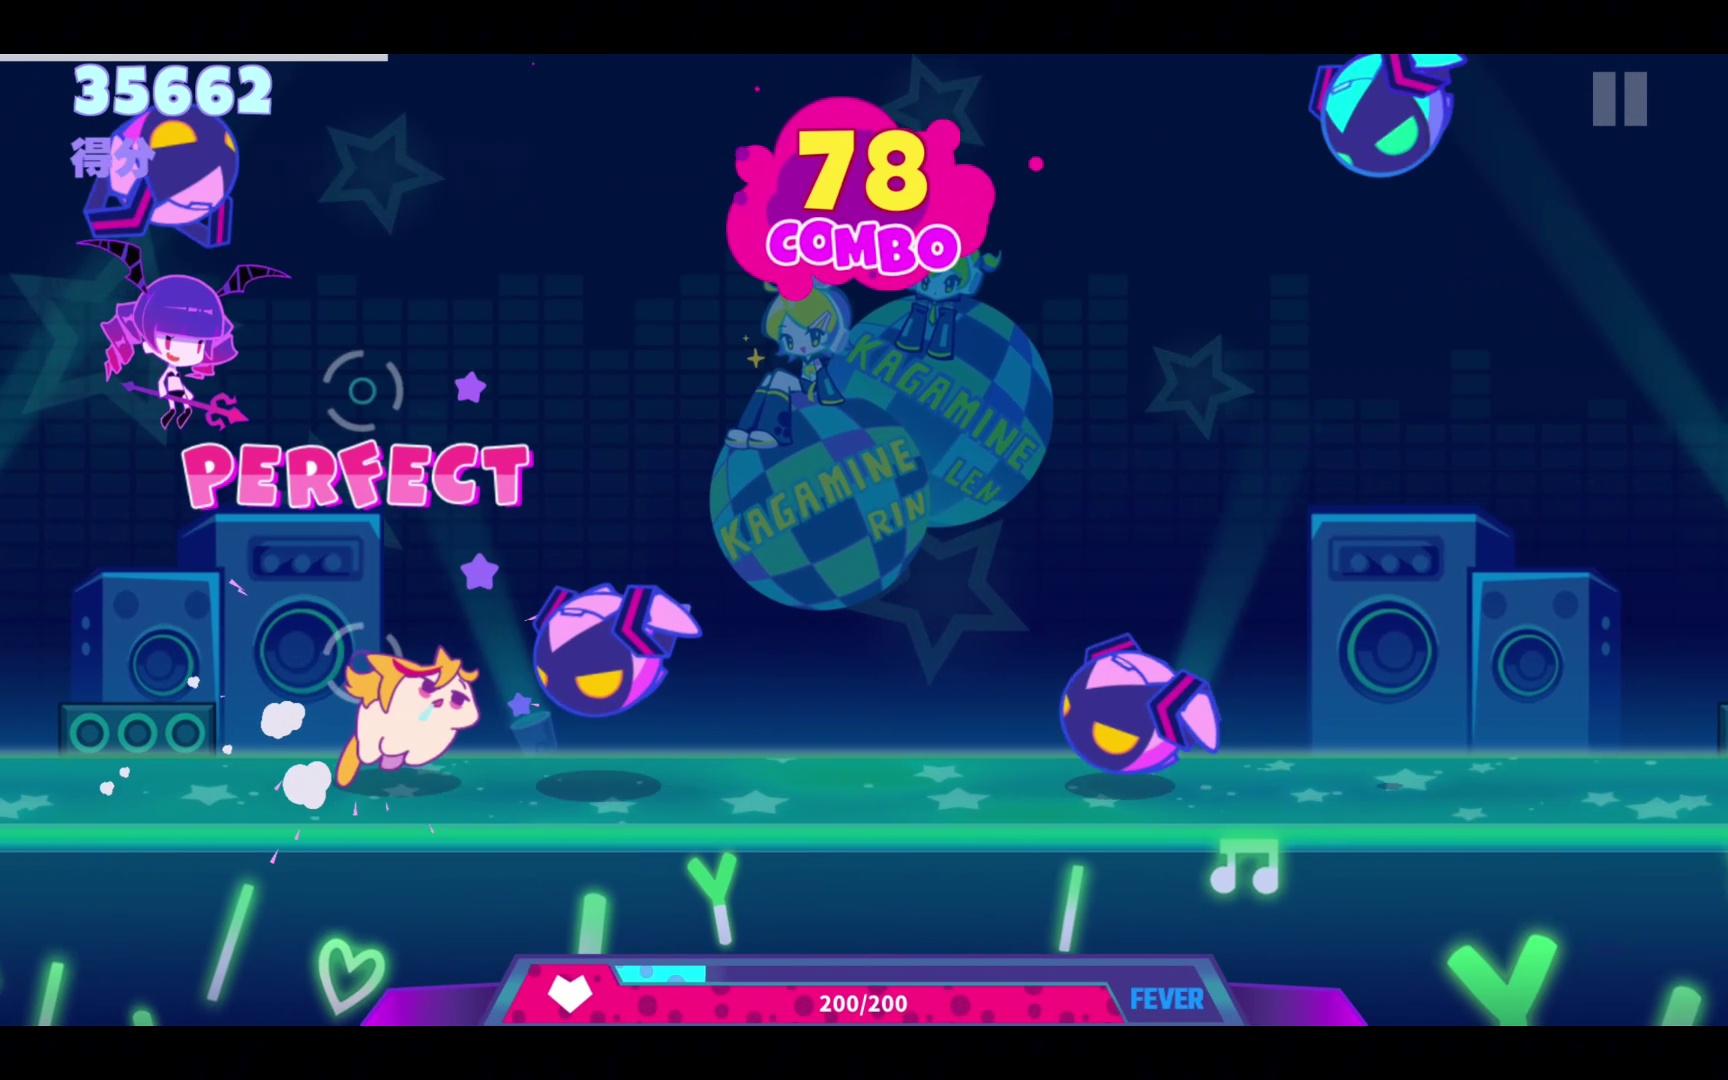 35662
得分
78
COMBO
KAGAMINE
LEN
KAGAMINE
RIN
PERFECT
200/200
FEVER